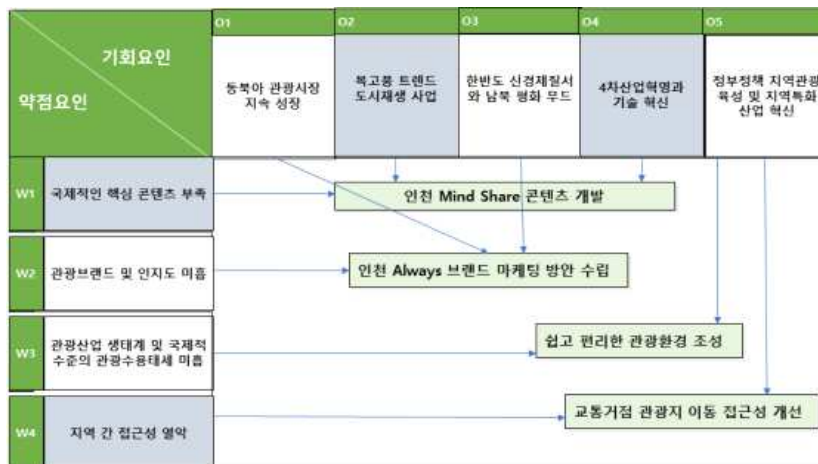 기회요인
약점요인
O1
O2
O3
O4
O5
동북아 관광시장
지속 성장
복고풍 트렌드
도시재생 사업
한반도 신경제질서
와 남북 평화 무드
4차산업혁명과
기술 혁신
정부정책 지역관광
육성 및 지역특화
산업 혁신
W1
국제적인 핵심 콘텐츠 부족
인천 Mind Share 콘텐츠 개발
W2
관광브랜드 및 인지도 미흡
인천 Always 브랜드 마케팅 방안 수립
W3
관광산업 생태계 및 국제적
수준의 관광수용태세 미흡
쉽고 편리한 관광환경 조성
W4
지역 간 접근성 열악
교통거점 관광지 이동 접근성 개선